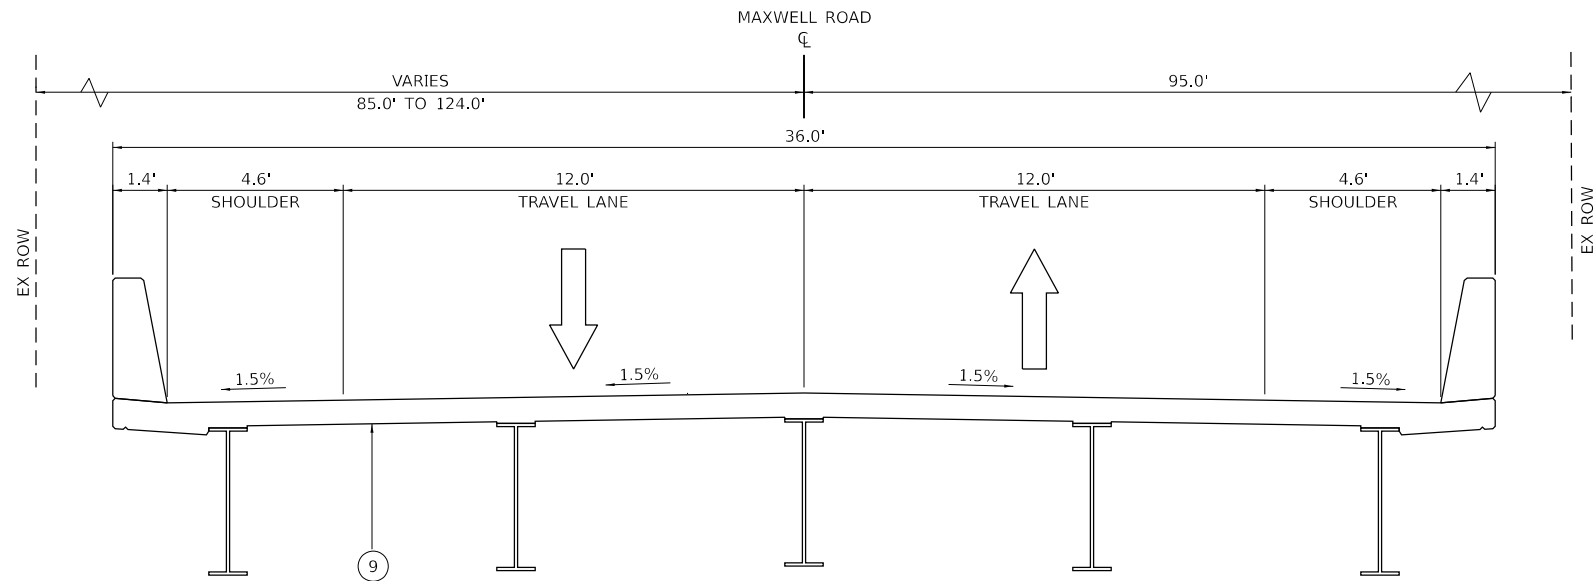 MAXWELL ROAD
℄
VARIES
85.0' TO 124.0'
95.0'
36.0'
1.4'
4.6'
SHOULDER
12.0'
TRAVEL LANE
12.0'
TRAVEL LANE
4.6'
SHOULDER
1.4'
EX ROW
EX ROW
1.5%
1.5%
1.5%
1.5%
9